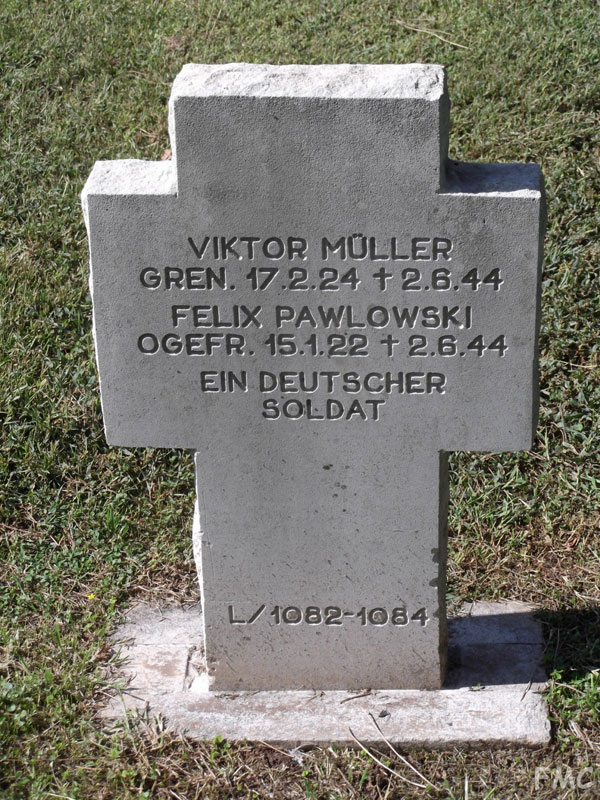 VIKTOR MÜLLER
GREN. 17.2.24 † 2.6.44
FELIX PAWLOWSKI
OGEFR. 15.1.22 † 2.6.44
EIN DEUTSCHER
SOLDAT
L/1082-1084
FMC